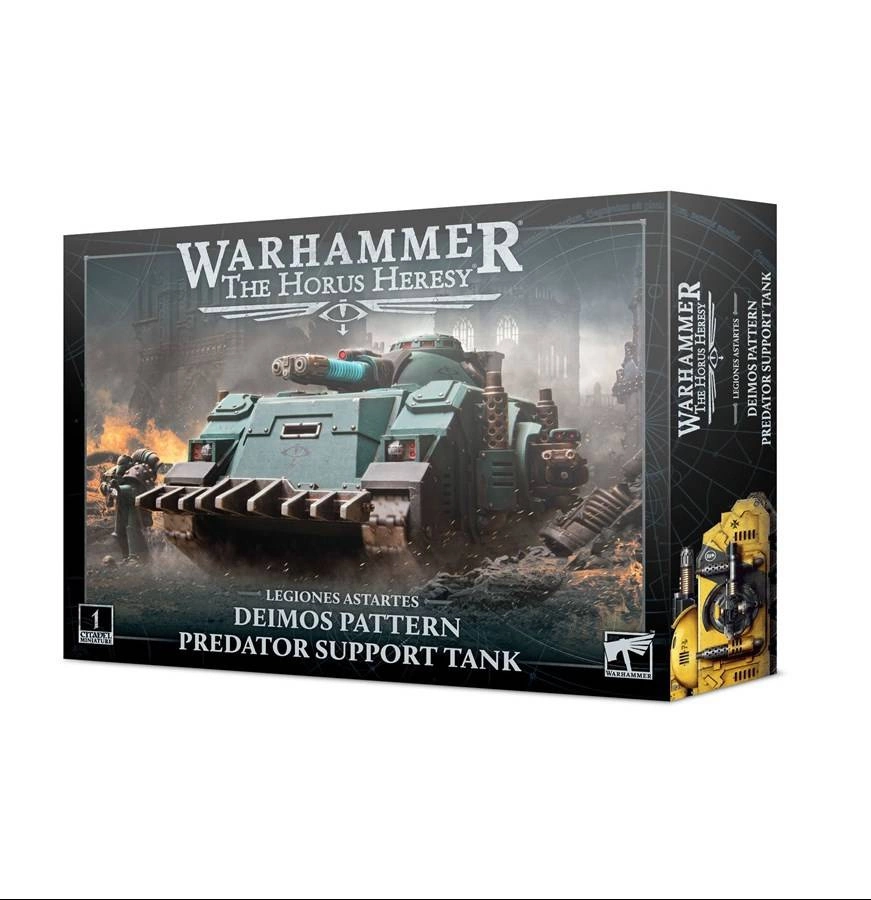 WARHAMMER®
THE HORUS HERESY
LEGIONES ASTARTES
DEIMOS PATTERN
PREDATOR SUPPORT TANK
1
CITADEL
MINIATURE
WARHAMMER
WARHAMMER
THE HORUS HERESY
LEGIONES ASTARTES
DEIMOS PATTERN
PREDATOR SUPPORT TANK